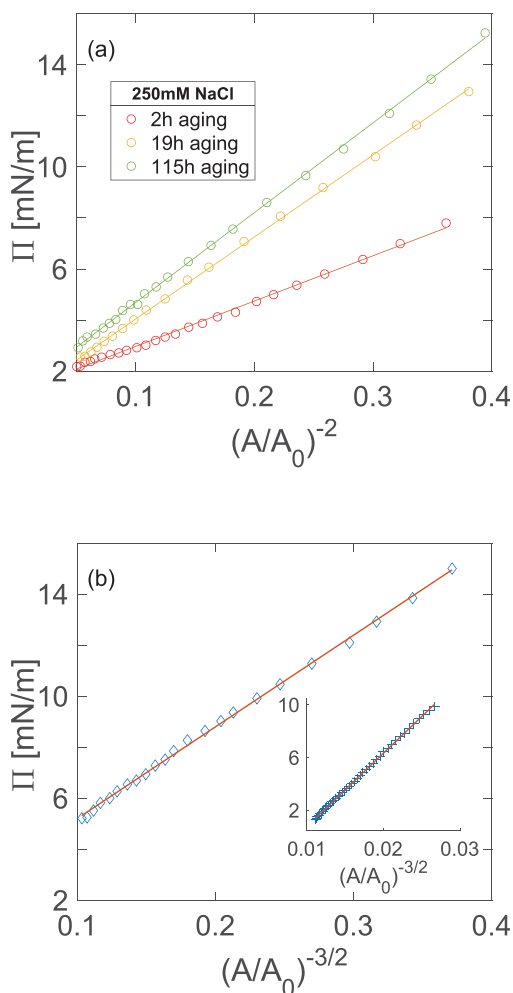 (a)
Π [mN/m]
14
10
6
2
250mM NaCl
2h aging
19h aging
115h aging
0.1
0.2
0.3
0.4
(A/A₀)⁻²
(b)
Π [mN/m]
14
10
6
2
0.1
0.2
0.3
0.4
(A/A₀)⁻³/²
10
6
2
0.01
0.02
0.03
(A/A₀)⁻³/²